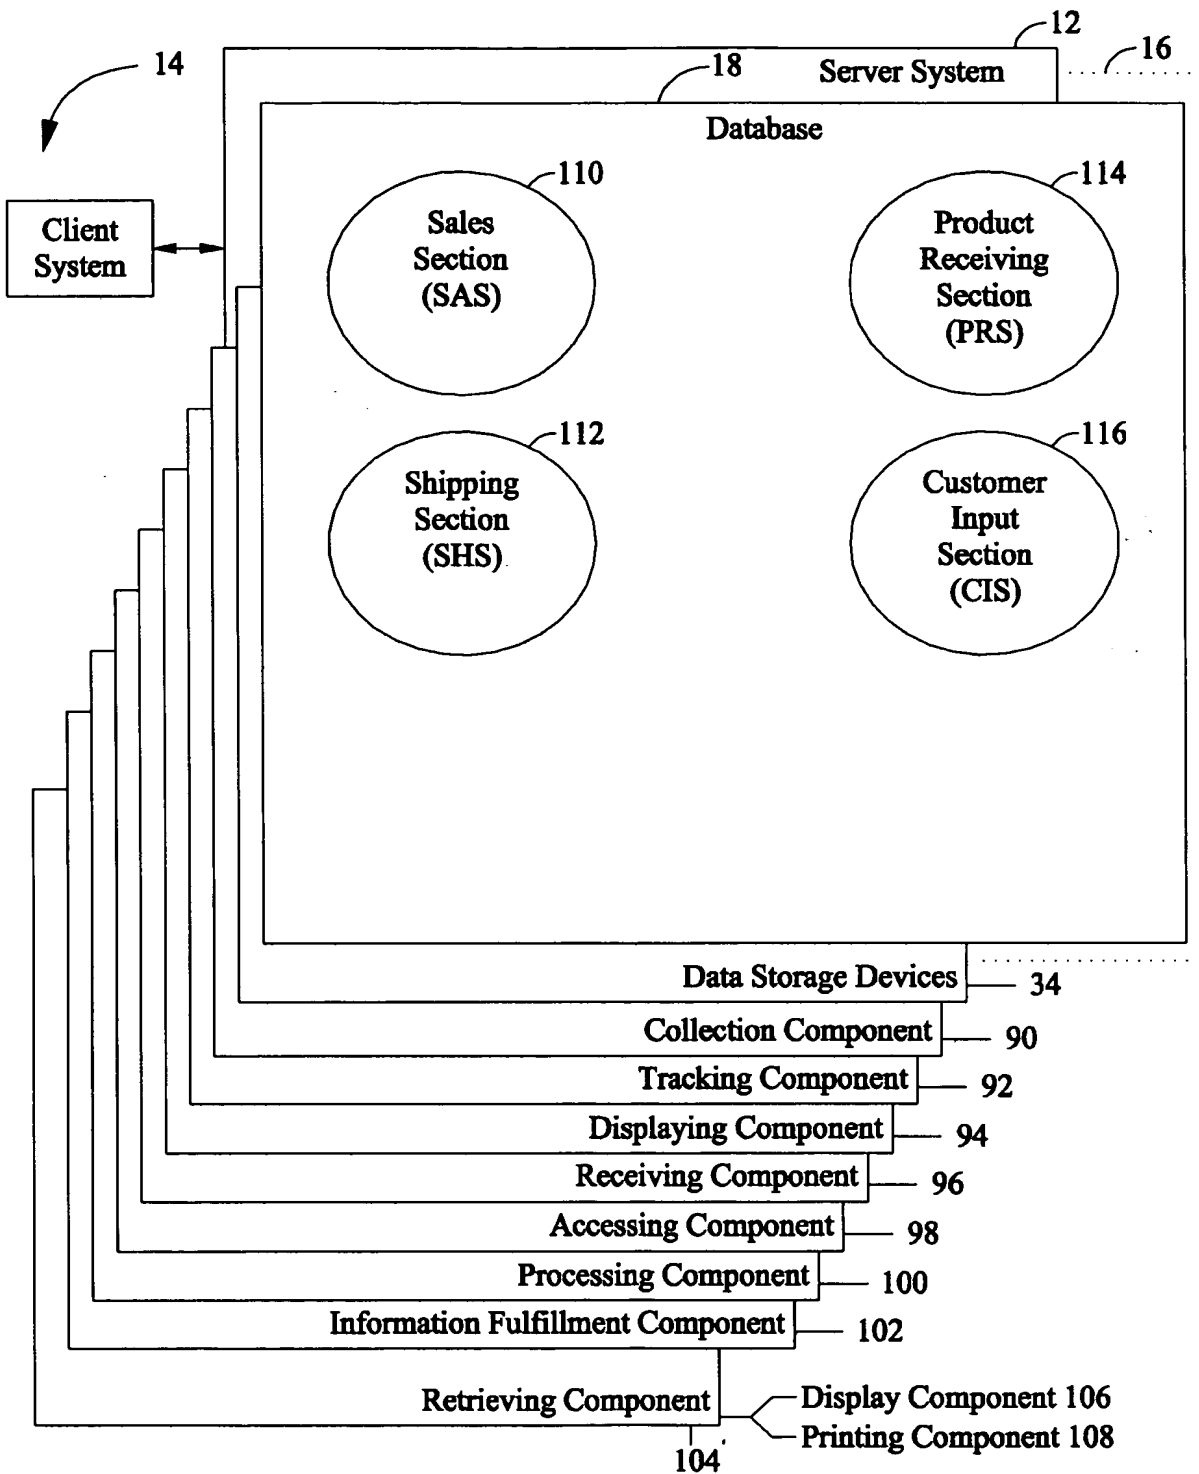 12
16
14
18
Server System
Database
110
114
Client
System
Sales
Section
(SAS)
Product
Receiving
Section
(PRS)
112
116
Shipping
Section
(SHS)
Customer
Input
Section
(CIS)
Data Storage Devices
34
Collection Component
90
Tracking Component
92
Displaying Component
94
Receiving Component
96
Accessing Component
98
Processing Component
100
Information Fulfillment Component
102
Retrieving Component
104
Display Component 106
Printing Component 108